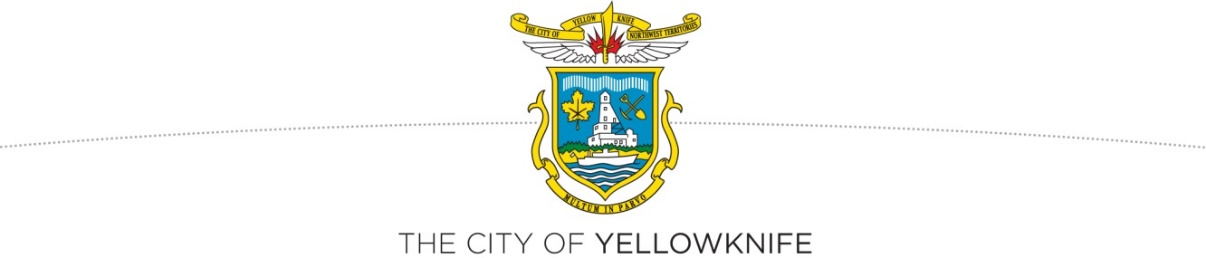 THE CITY OF YELLOW KNIFE NORTHWEST TERRITORIES
MULTUM IN PARVO
THE CITY OF YELLOWKNIFE